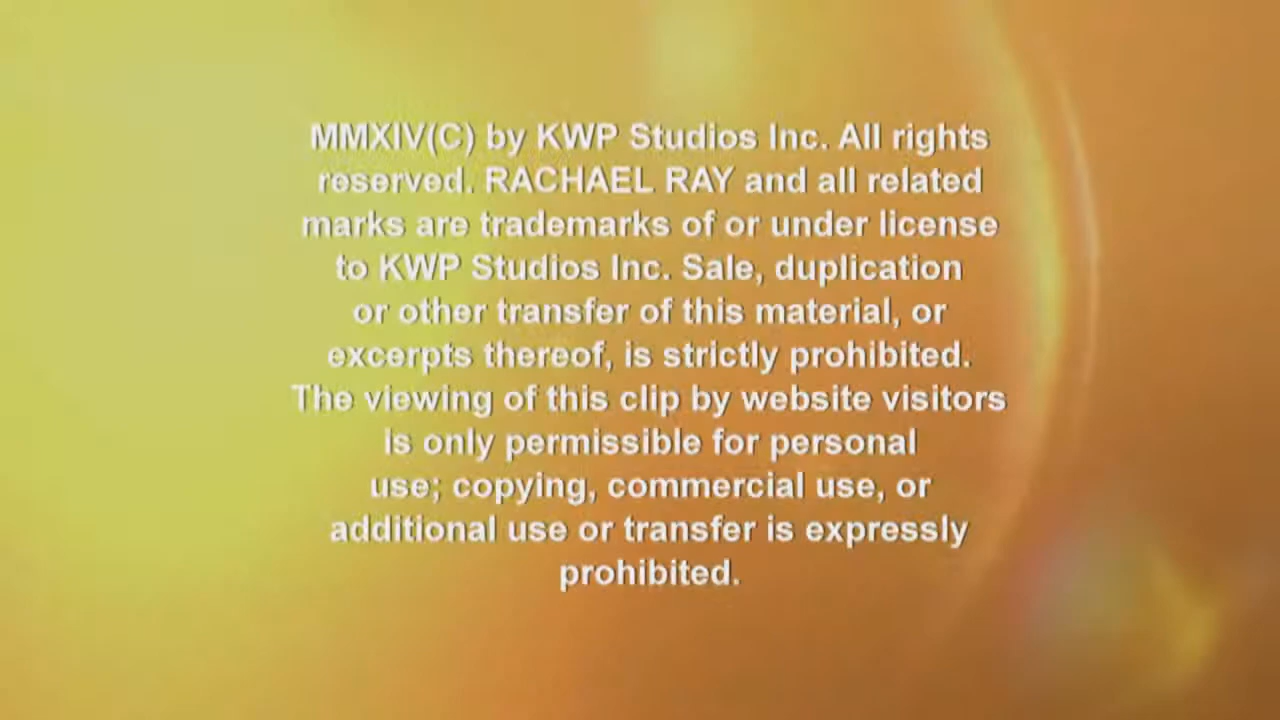 MMXIV(C) by KWP Studios Inc. All rights
reserved. RACHAEL RAY and all related
marks are trademarks of or under license
to KWP Studios Inc. Sale, duplication
or other transfer of this material, or
excerpts thereof, is strictly prohibited.
The viewing of this clip by website visitors
is only permissible for personal
use; copying, commercial use, or
additional use or transfer is expressly
prohibited.